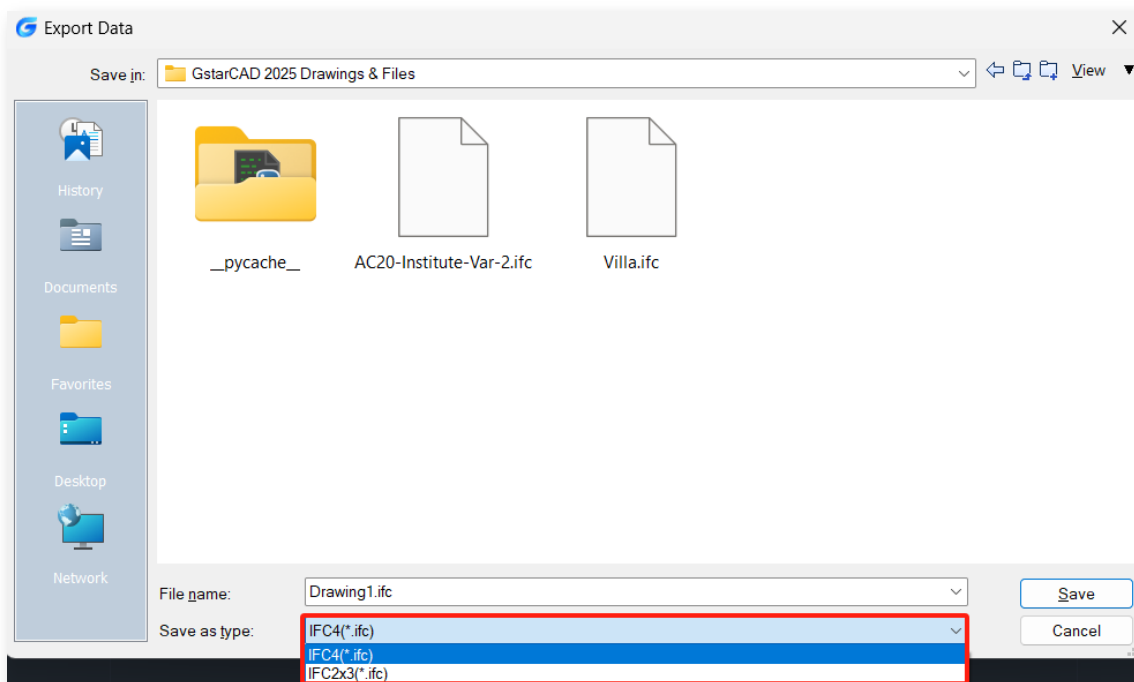 Export Data
Save in:
GstarCAD 2025 Drawings & Files
View
History
Documents
Favorites
Desktop
Network
__pycache__
AC20-Institute-Var-2.ifc
Villa.ifc
File name:
Drawing1.ifc
Save
Save as type:
IFC4(*.ifc)
Cancel
IFC4(*.ifc)
IFC2x3(*.ifc)